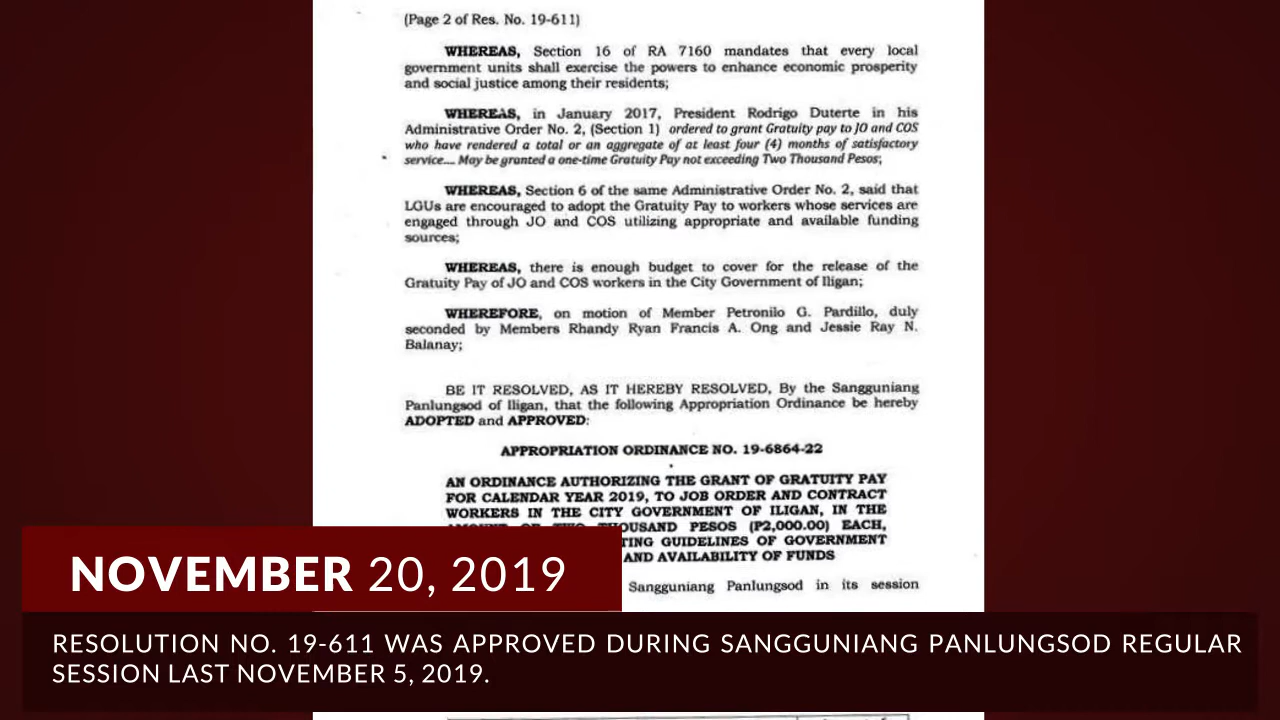 (Page 2 of Res. No. 19-611)
WHEREAS, Section 16 of RA 7160 mandates that every local
government units shall exercise the powers to enhance economic prosperity
and social justice among their residents;
WHEREAS, in January 2017, President Rodrigo Duterte in his
Administrative Order No. 2, (Section 1) ordered to grant Gratuity pay to JO and COS
who have rendered a total or an aggregate of at least four (4) months of satisfactory
service.... May be granted a one-time Gratuity Pay not exceeding Two Thousand Pesos;
WHEREAS, Section 6 of the same Administrative Order No. 2, said that
LGUs are encouraged to adopt the Gratuity Pay to workers whose services are
engaged through JO and COS utilizing appropriate and available funding
sources;
WHEREAS, there is enough budget to cover for the release of the
Gratuity Pay of JO and COS workers in the City Government of Iligan;
WHEREFORE, on motion of Member Petronilo G. Pardillo, duly
seconded by Members Rhandy Ryan Francis A. Ong and Jessie Ray N.
Balanay;
BE IT RESOLVED, AS IT HEREBY RESOLVED, By the Sangguniang
Panlungsod of Iligan, that the following Appropriation Ordinance be hereby
ADOPTED and APPROVED:
APPROPRIATION ORDINANCE NO. 19-6864-22
AN ORDINANCE AUTHORIZING THE GRANT OF GRATUITY PAY
FOR CALENDAR YEAR 2019, TO JOB ORDER AND CONTRACT
WORKERS IN THE CITY GOVERNMENT OF ILIGAN, IN THE
AMOUNT OF TWO THOUSAND PESOS (₱2,000.00) EACH,
GUIDELINES OF GOVERNMENT
AND AVAILABILITY OF FUNDS
Sangguniang Panlungsod in its session
NOVEMBER 20, 2019
RESOLUTION NO. 19-611 WAS APPROVED DURING SANGGUNIANG PANLUNGSOD REGULAR
SESSION LAST NOVEMBER 5, 2019.